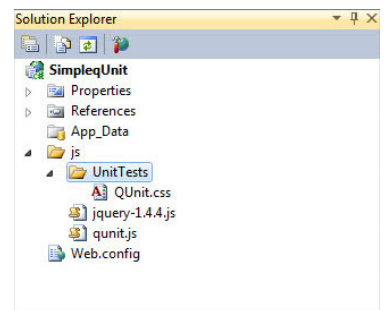 Solution Explorer
SimpleqUnit
Properties
References
App_Data
js
UnitTests
QUnit.css
jquery-1.4.4.js
qunit.js
Web.config